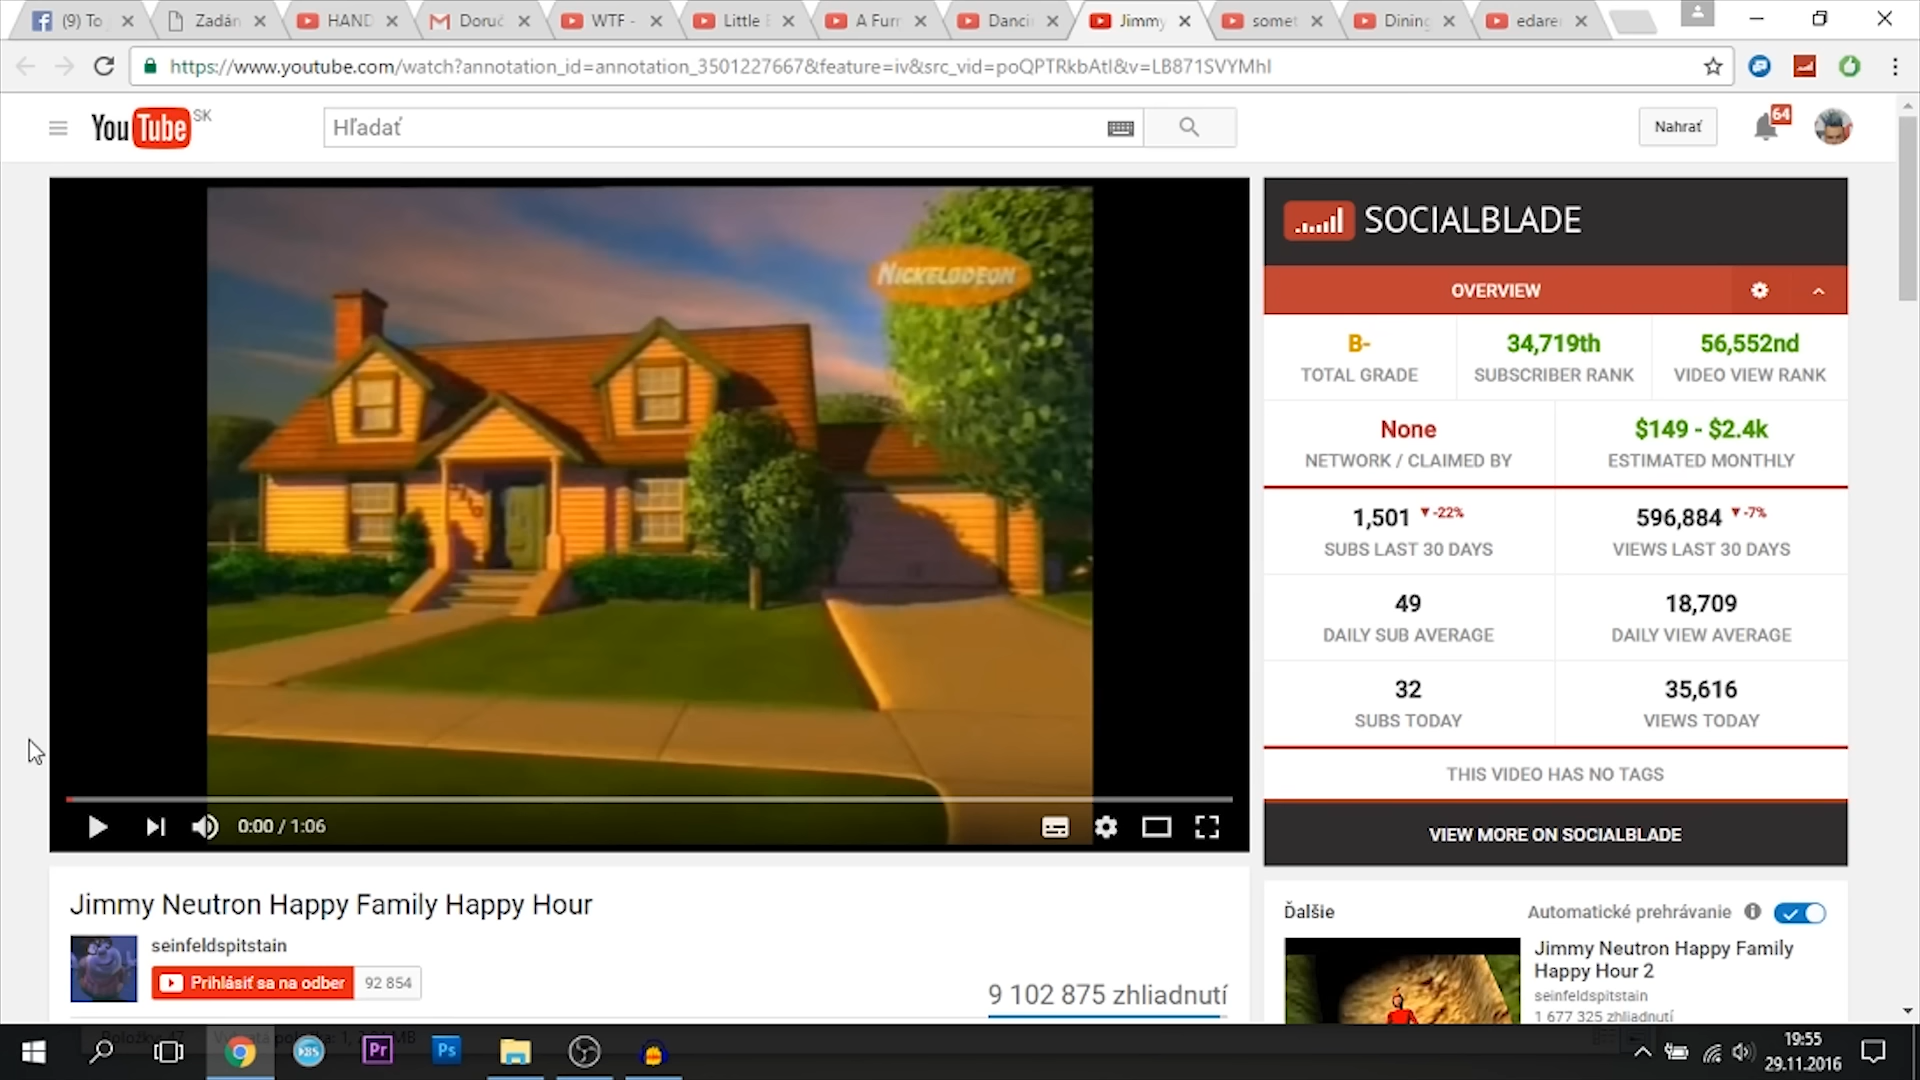 (9) To
Zadán
HAND
Doruč
WTF -
Little
A Furr
Danci
Jimmy
somet
Dining
edare
https://www.youtube.com/watch?annotation_id=annotation_3501227667&feature=iv&src_vid=poQPTRkbAtI&v=LB871SVYMhI
YouTube SK
Hľadať
Nahrať
64
NICKELODEON
SOCIALBLADE
OVERVIEW
B-
34,719th
56,552nd
TOTAL GRADE
SUBSCRIBER RANK
VIDEO VIEW RANK
None
$149 - $2.4k
NETWORK / CLAIMED BY
ESTIMATED MONTHLY
1,501 -22%
596,884 -7%
SUBS LAST 30 DAYS
VIEWS LAST 30 DAYS
49
18,709
DAILY SUB AVERAGE
DAILY VIEW AVERAGE
32
35,616
SUBS TODAY
VIEWS TODAY
THIS VIDEO HAS NO TAGS
VIEW MORE ON SOCIALBLADE
0:00 / 1:06
Jimmy Neutron Happy Family Happy Hour
seinfeldspitstain
Prihlásiť sa na odber 92 854
9 102 875 zhliadnutí
Ďalšie
Automatické prehrávanie
Jimmy Neutron Happy Family
Happy Hour 2
seinfeldspitstain
1 677 325 zhliadnutí
Pr
Ps
19:55
29.11.2016